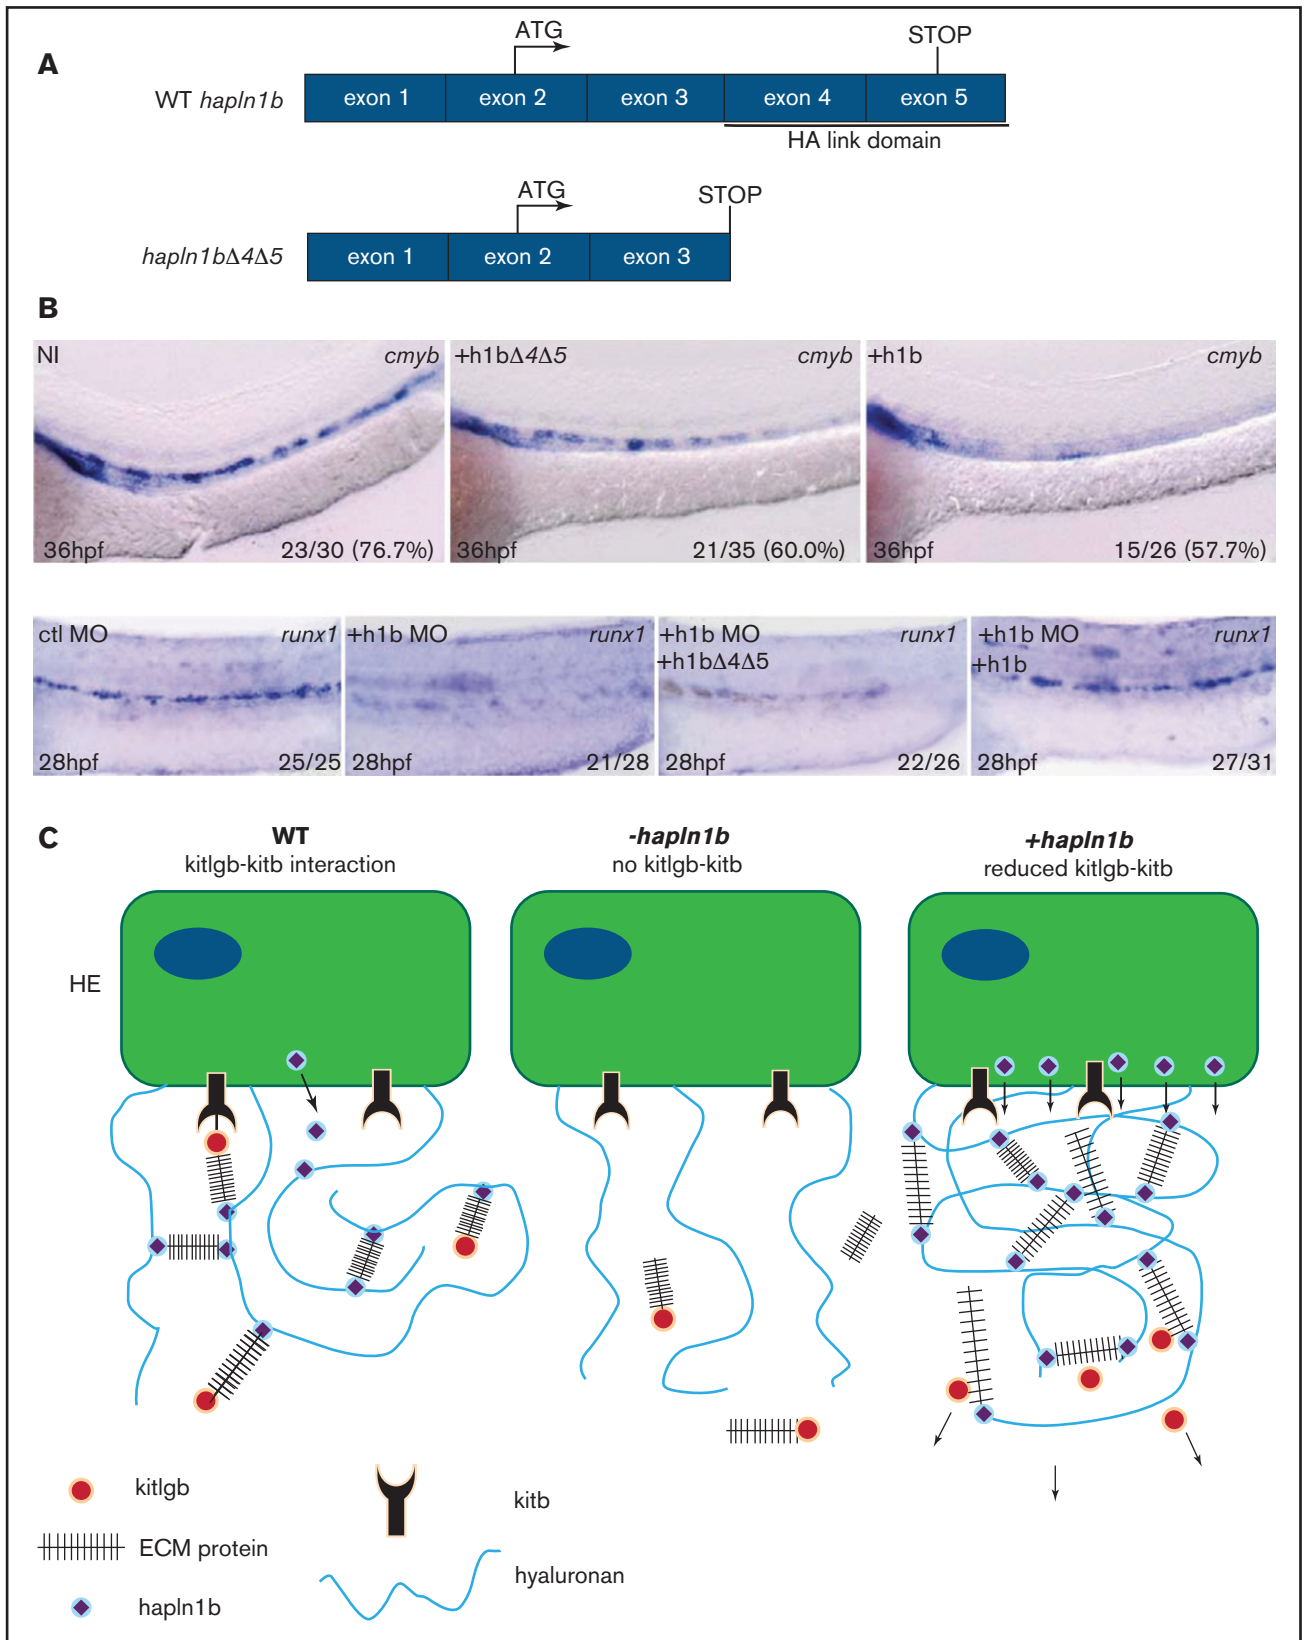 A
ATG
STOP
WT hapln1b
exon 1 exon 2 exon 3 exon 4 exon 5
HA link domain
ATG
STOP
hapln1bΔ4Δ5
exon 1 exon 2 exon 3
B
NI cmyb
36hpf 23/30 (76.7%)
+h1bΔ4Δ5 cmyb
36hpf 21/35 (60.0%)
+h1b cmyb
36hpf 15/26 (57.7%)
ctl MO runx1
28hpf 25/25
+h1b MO runx1
28hpf 21/28
+h1b MO runx1
+h1bΔ4Δ5
28hpf 22/26
+h1b MO runx1
+h1b
28hpf 27/31
C
WT
kitlgb-kitb interaction
-hapln1b
no kitlgb-kitb
+hapln1b
reduced kitlgb-kitb
HE
kitlgb
kitb
ECM protein
hyaluronan
hapln1b